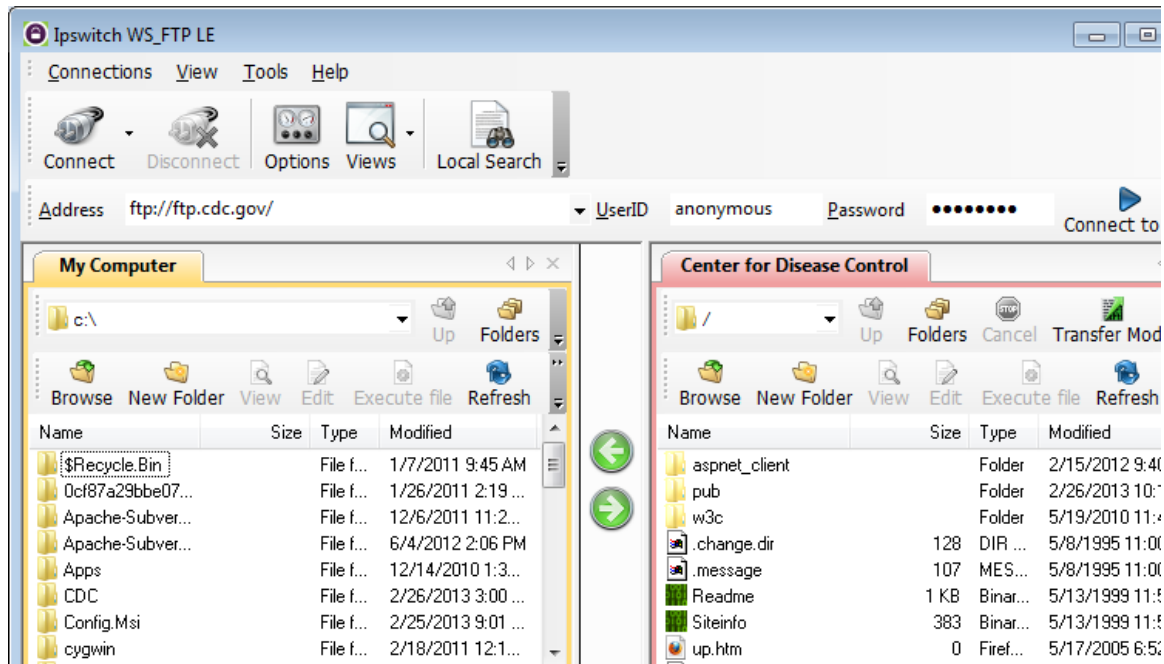 Ipswitch WS_FTP LE
Connections View Tools Help
Connect Disconnect Options Views Local Search
Address ftp://ftp.cdc.gov/ UserID anonymous Password ●●●●●●●● Connect to
My Computer
c:\ Up Folders
Browse New Folder View Edit Execute file Refresh
Name Size Type Modified
$Recycle.Bin File f... 1/7/2011 9:45 AM
0cf87a29bbe07... File f... 1/26/2011 2:19 ...
Apache-Subver... File f... 12/6/2011 11:2...
Apache-Subver... File f... 6/4/2012 2:06 PM
Apps File f... 12/14/2010 1:3...
CDC File f... 2/26/2013 3:00 ...
Config.Msi File f... 2/25/2013 9:01 ...
cygwin File f... 2/18/2011 12:1...
Center for Disease Control
/ Up Folders Cancel STOP Transfer Mod
Browse New Folder View Edit Execute file Refresh
Name Size Type Modified
aspnet_client Folder 2/15/2012 9:40
pub Folder 2/26/2013 10:1
w3c Folder 5/19/2010 11:4
.change.dir 128 DIR ... 5/8/1995 11:00
.message 107 MES... 5/8/1995 11:00
Readme 1 KB Binar... 5/13/1999 11:5
Siteinfo 383 Binar... 5/13/1999 11:5
up.htm 0 Firef... 5/17/2005 6:52